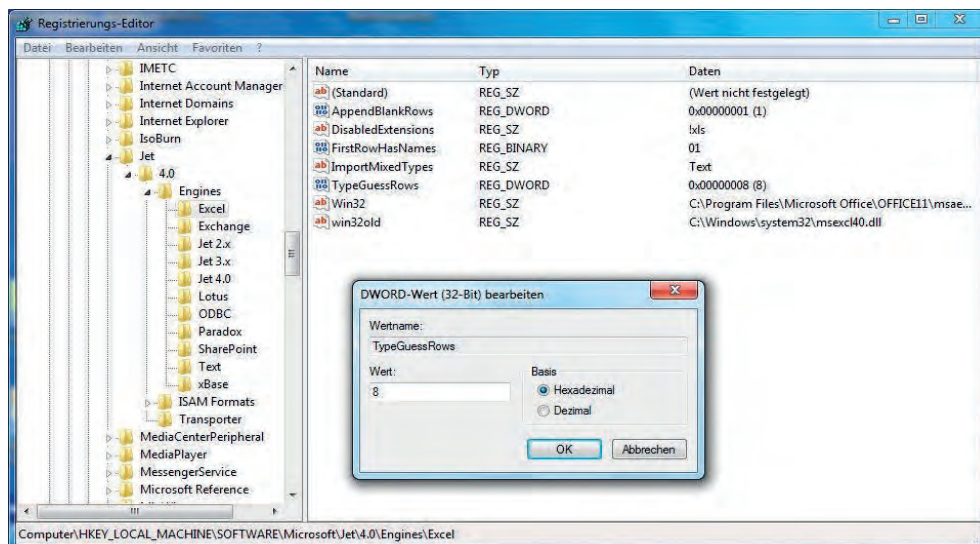 Registrierungs-Editor
Datei Bearbeiten Ansicht Favoriten ?
IMETC
Internet Account Manager
Internet Domains
Internet Explorer
IsoBurn
Jet
4.0
Engines
Excel
Exchange
Jet 2.x
Jet 3.x
Jet 4.0
Lotus
ODBC
Paradox
SharePoint
Text
xBase
ISAM Formats
Transporter
MediaCenterPeripheral
MediaPlayer
MessengerService
Microsoft Reference
Name Typ Daten
(Standard) REG_SZ (Wert nicht festgelegt)
AppendBlankRows REG_DWORD 0x00000001 (1)
DisabledExtensions REG_SZ !xls
FirstRowHasNames REG_BINARY 01
ImportMixedTypes REG_SZ Text
TypeGuessRows REG_DWORD 0x00000008 (8)
Win32 REG_SZ C:\Program Files\Microsoft Office\OFFICE11\msae...
win32old REG_SZ C:\Windows\system32\msexcl40.dll
DWORD-Wert (32-Bit) bearbeiten
Wertname:
TypeGuessRows
Wert:
8
Basis
Hexadezimal
Dezimal
OK Abbrechen
Computer\HKEY_LOCAL_MACHINE\SOFTWARE\Microsoft\Jet\4.0\Engines\Excel